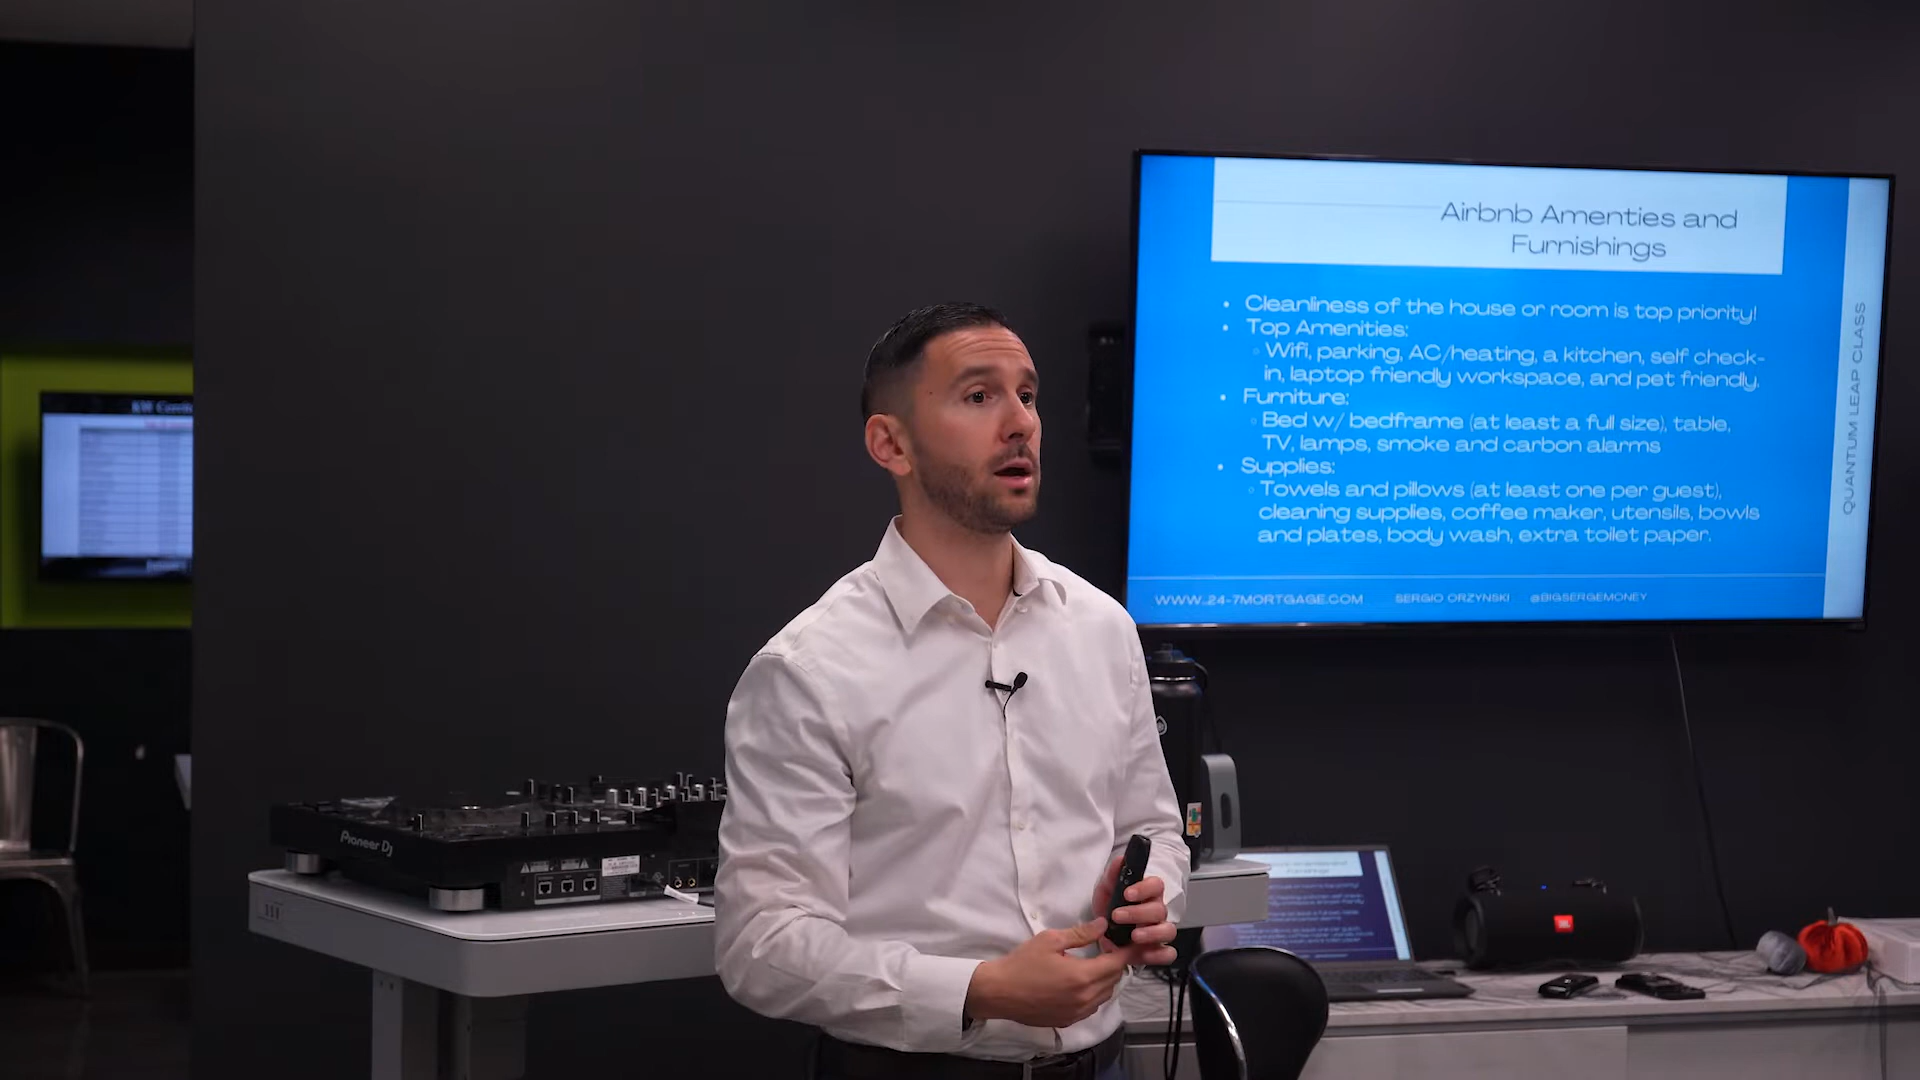 Airbnb Amenties and
Furnishings
• Cleanliness of the house or room is top priority!
• Top Amenities:
◦ Wifi, parking, AC/heating, a kitchen, self check-
in, laptop friendly workspace, and pet friendly.
• Furniture:
◦ Bed w/ bedframe (at least a full size), table,
TV, lamps, smoke and carbon alarms
• Supplies:
◦ Towels and pillows (at least one per guest),
cleaning supplies, coffee maker, utensils, bowls
and plates, body wash, extra toilet paper.
WWW. 24-7MORTGAGE.COM SERGIO ORZYNSKI @BIGSERGEMONEY
QUANTUM LEAP CLASS
Pioneer Dj
JBL